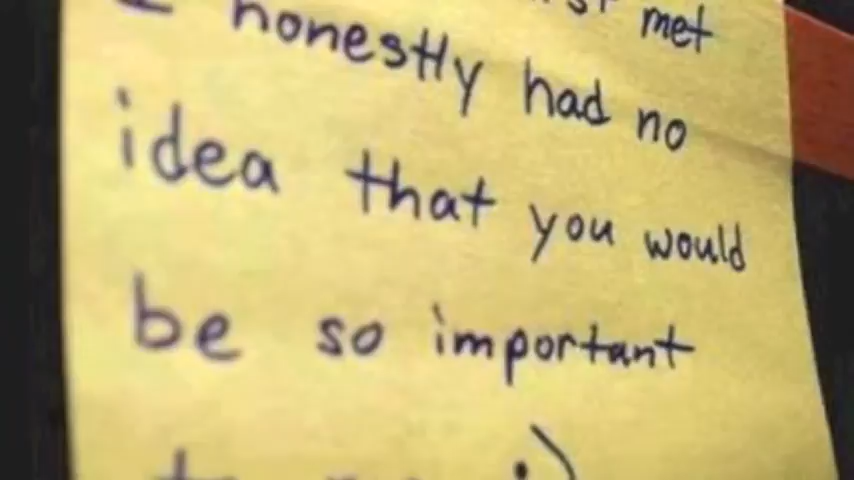 met
I honestly had no
idea that you would
be so important
:)